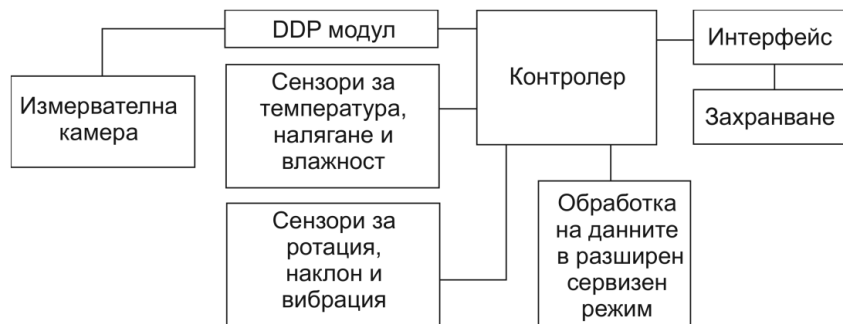 DDP модул
Измервателна
камера
Сензори за
температура,
налягане и
влажност
Сензори за
ротация,
наклон и
вибрация
Контролер
Обработка
на данните
в разширен
сервизен
режим
Интерфейс
Захранване